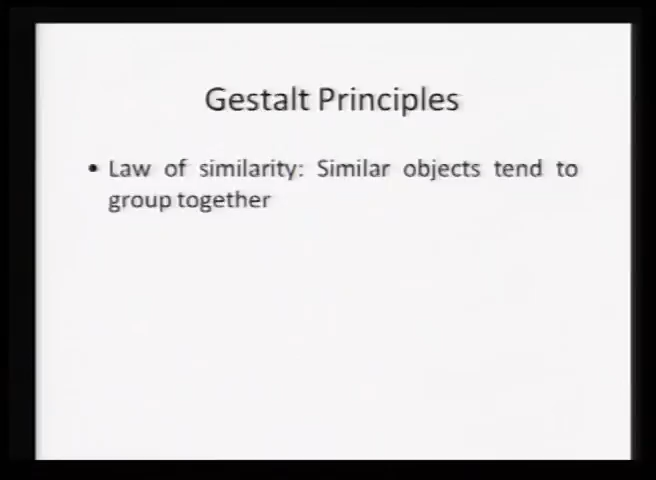 Gestalt Principles
• Law of similarity: Similar objects tend to
group together